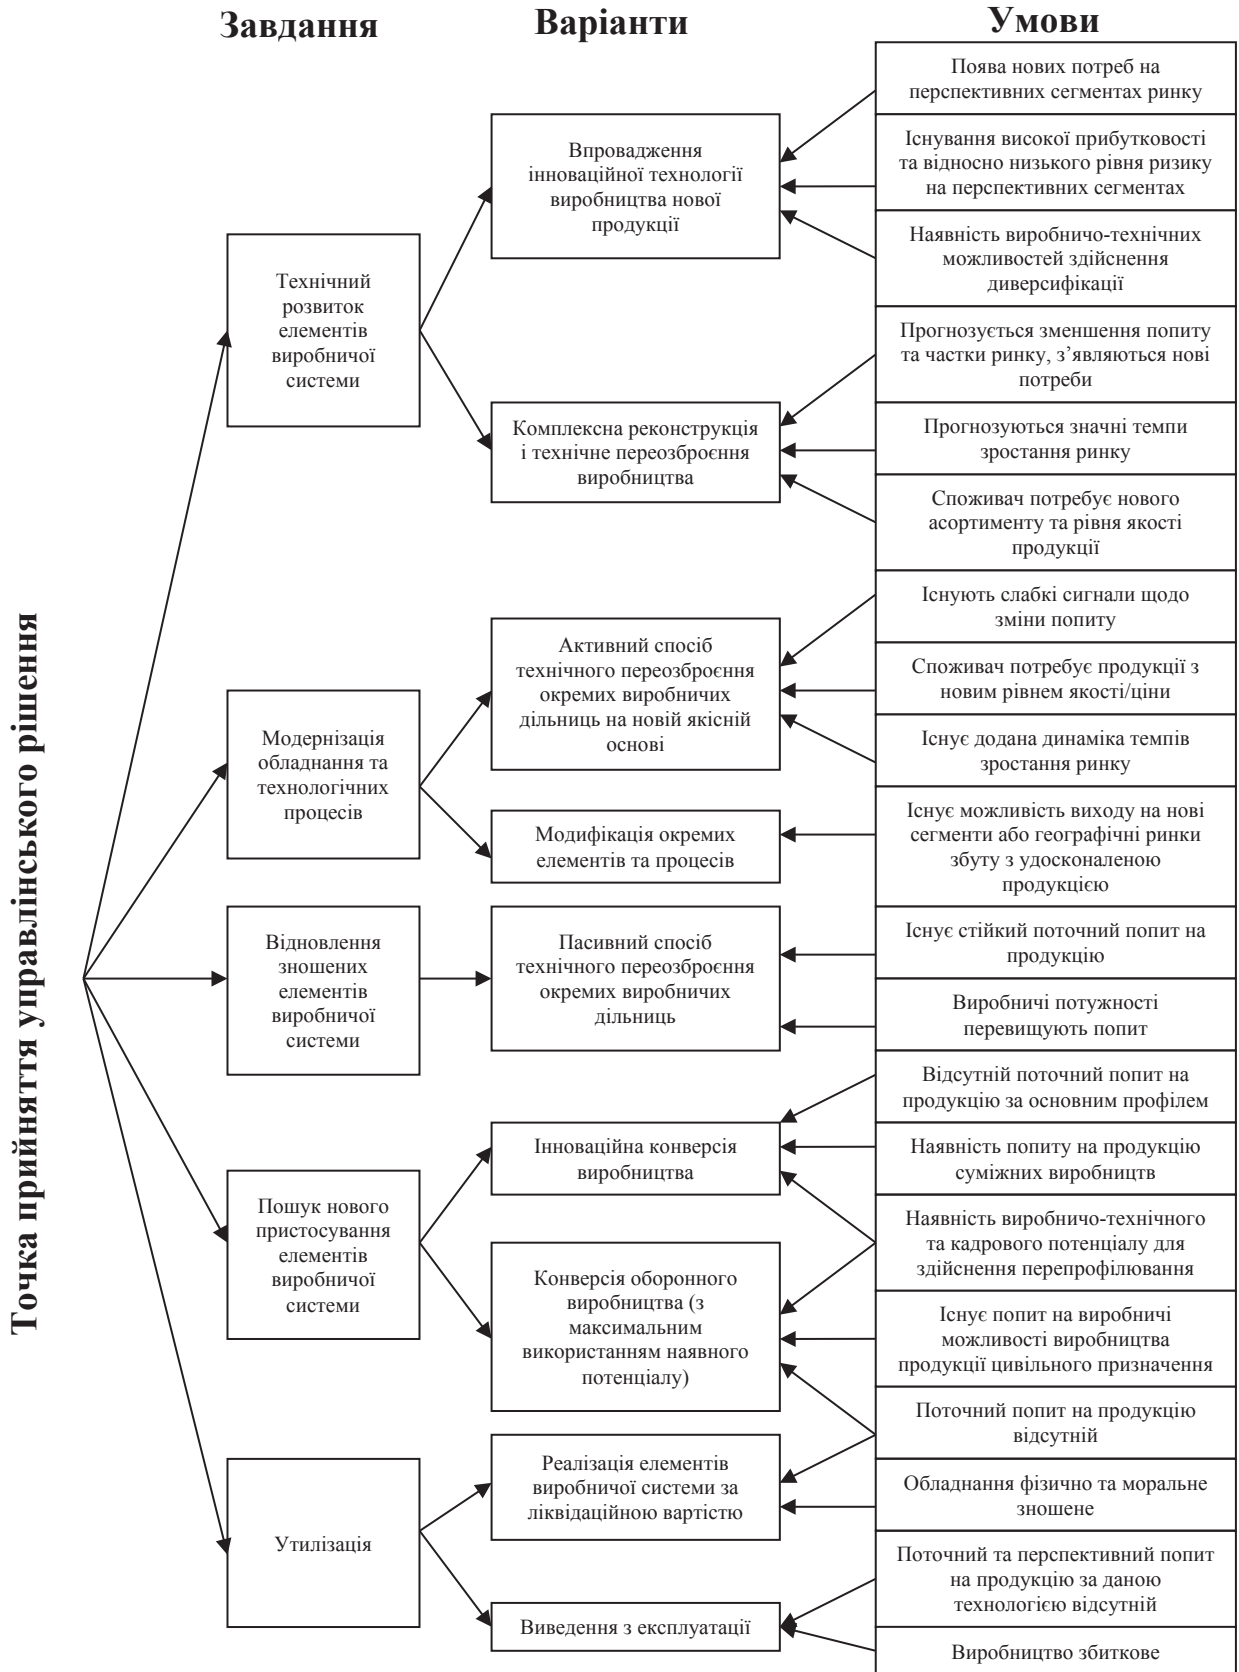 Завдання
Варіанти
Умови
Точка прийняття управлінського рішення
Технічний
розвиток
елементів
виробничої
системи
Модернізація
обладнання та
технологічних
процесів
Відновлення
зношених
елементів
виробничої
системи
Пошук нового
пристосування
елементів
виробничої
системи
Утилізація
Впровадження
інноваційної технології
виробництва нової
продукції
Комплексна реконструкція
і технічне переозброєння
виробництва
Активний спосіб
технічного переозброєння
окремих виробничих
дільниць на новій якісній
основі
Модифікація окремих
елементів та процесів
Пасивний спосіб
технічного переозброєння
окремих виробничих
дільниць
Інноваційна конверсія
виробництва
Конверсія оборонного
виробництва (з
максимальним
використанням наявного
потенціалу)
Реалізація елементів
виробничої системи за
ліквідаційною вартістю
Виведення з експлуатації
Поява нових потреб на
перспективних сегментах ринку
Існування високої прибутковості
та відносно низького рівня ризику
на перспективних сегментах
Наявність виробничо-технічних
можливостей здійснення
диверсифікації
Прогнозується зменшення попиту
та частки ринку, з’являються нові
потреби
Прогнозуються значні темпи
зростання ринку
Споживач потребує нового
асортименту та рівня якості
продукції
Існують слабкі сигнали щодо
зміни попиту
Споживач потребує продукції з
новим рівнем якості/ціни
Існує додана динаміка темпів
зростання ринку
Існує можливість виходу на нові
сегменти або географічні ринки
збуту з удосконаленою
продукцією
Існує стійкий поточний попит на
продукцію
Виробничі потужності
перевищують попит
Відсутній поточний попит на
продукцію за основним профілем
Наявність попиту на продукцію
суміжних виробництв
Наявність виробничо-технічного
та кадрового потенціалу для
здійснення перепрофілювання
Існує попит на виробничі
можливості виробництва
продукції цивільного призначення
Поточний попит на продукцію
відсутній
Обладнання фізично та моральне
зношене
Поточний та перспективний попит
на продукцію за даною
технологією відсутній
Виробництво збиткове